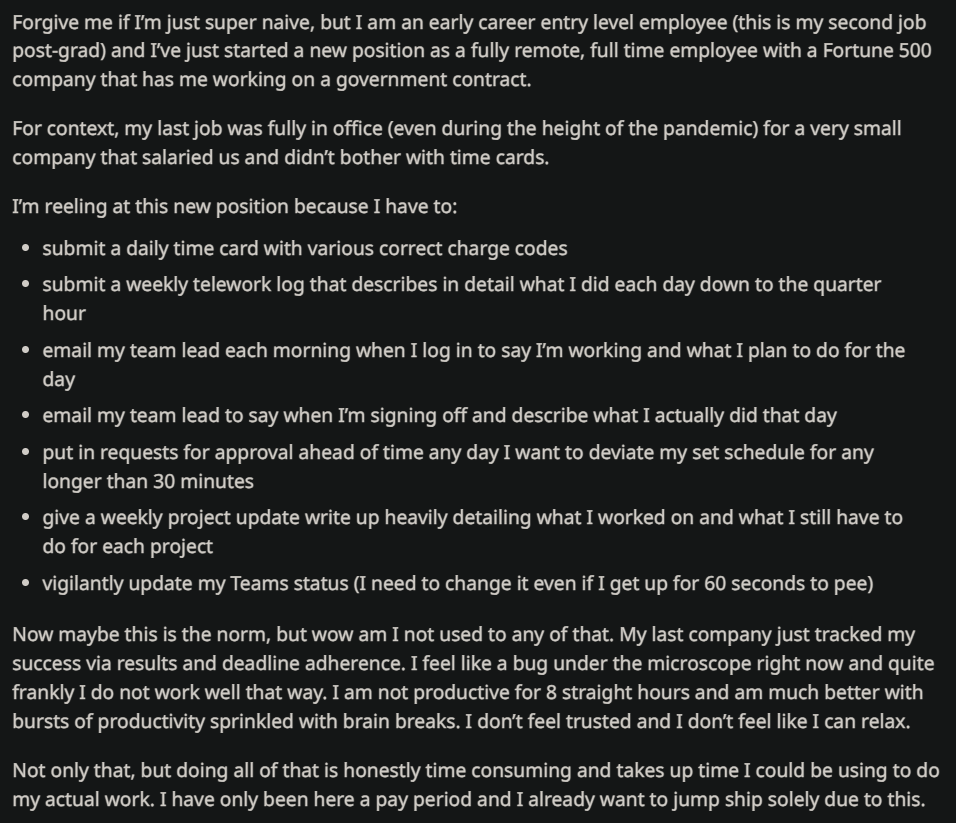 Forgive me if I'm just super naive, but I am an early career entry level employee (this is my second job
post-grad) and I've just started a new position as a fully remote, full time employee with a Fortune 500
company that has me working on a government contract.
For context, my last job was fully in office (even during the height of the pandemic) for a very small
company that salaried us and didn't bother with time cards.
I'm reeling at this new position because I have to:
• submit a daily time card with various correct charge codes
• submit a weekly telework log that describes in detail what I did each day down to the quarter
hour
• email my team lead each morning when I log in to say I'm working and what I plan to do for the
day
• email my team lead to say when I'm signing off and describe what I actually did that day
• put in requests for approval ahead of time any day I want to deviate my set schedule for any
longer than 30 minutes
• give a weekly project update write up heavily detailing what I worked on and what I still have to
do for each project
• vigilantly update my Teams status (I need to change it even if I get up for 60 seconds to pee)
Now maybe this is the norm, but wow am I not used to any of that. My last company just tracked my
success via results and deadline adherence. I feel like a bug under the microscope right now and quite
frankly I do not work well that way. I am not productive for 8 straight hours and am much better with
bursts of productivity sprinkled with brain breaks. I don't feel trusted and I don't feel like I can relax.
Not only that, but doing all of that is honestly time consuming and takes up time I could be using to do
my actual work. I have only been here a pay period and I already want to jump ship solely due to this.